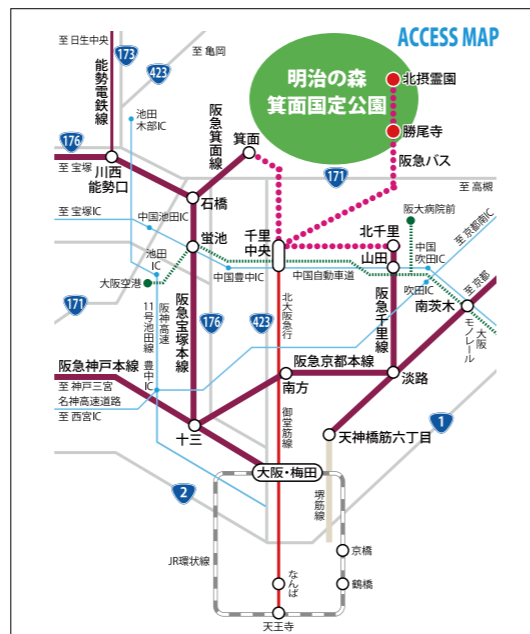 ACCESS MAP
至 日生中央
173
423
至 亀岡
能勢電鉄線
池田
木部IC
明治の森
箕面国定公園
北摂霊園
勝尾寺
阪急バス
176
至 宝塚
川西
能勢口
阪急箕面線
箕面
171
至 高槻
石橋
至 宝塚IC
中国池田IC
蛍池
千里
中央
北千里
阪大病院前
至 京都南IC
山田
中国
吹田IC
池田
IC
大阪空港
中国豊中IC
中国自動車道
吹田IC
至 京都
171
11号池田線
阪神高速
阪急宝塚本線
176
423
北大阪急行
阪急千里線
南茨木
大阪
モノレール
豊中IC
阪急神戸本線
至 神戸三宮
名神高速道路
至 西宮IC
阪急京都本線
南方
淡路
御堂筋線
1
十三
天神橋筋六丁目
大阪・梅田
2
堺筋線
JR環状線
京橋
なんば
鶴橋
天王寺